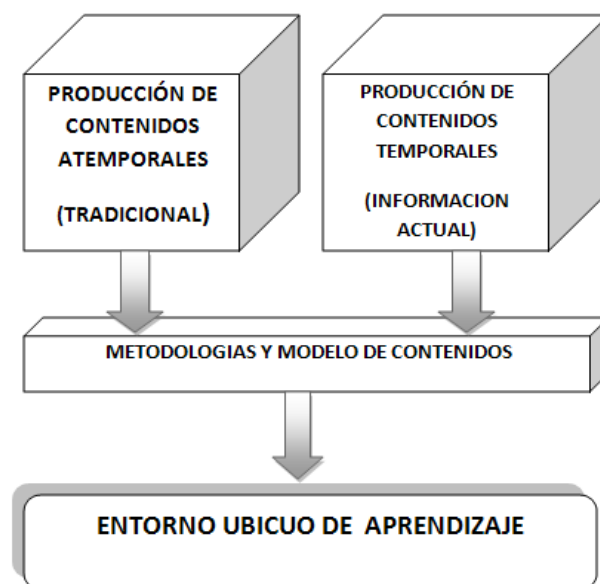 PRODUCCIÓN DE
CONTENIDOS
ATEMPORALES
(TRADICIONAL)
PRODUCCIÓN DE
CONTENIDOS
TEMPORALES
(INFORMACION
ACTUAL)
METODOLOGIAS Y MODELO DE CONTENIDOS
ENTORNO UBICUO DE APRENDIZAJE